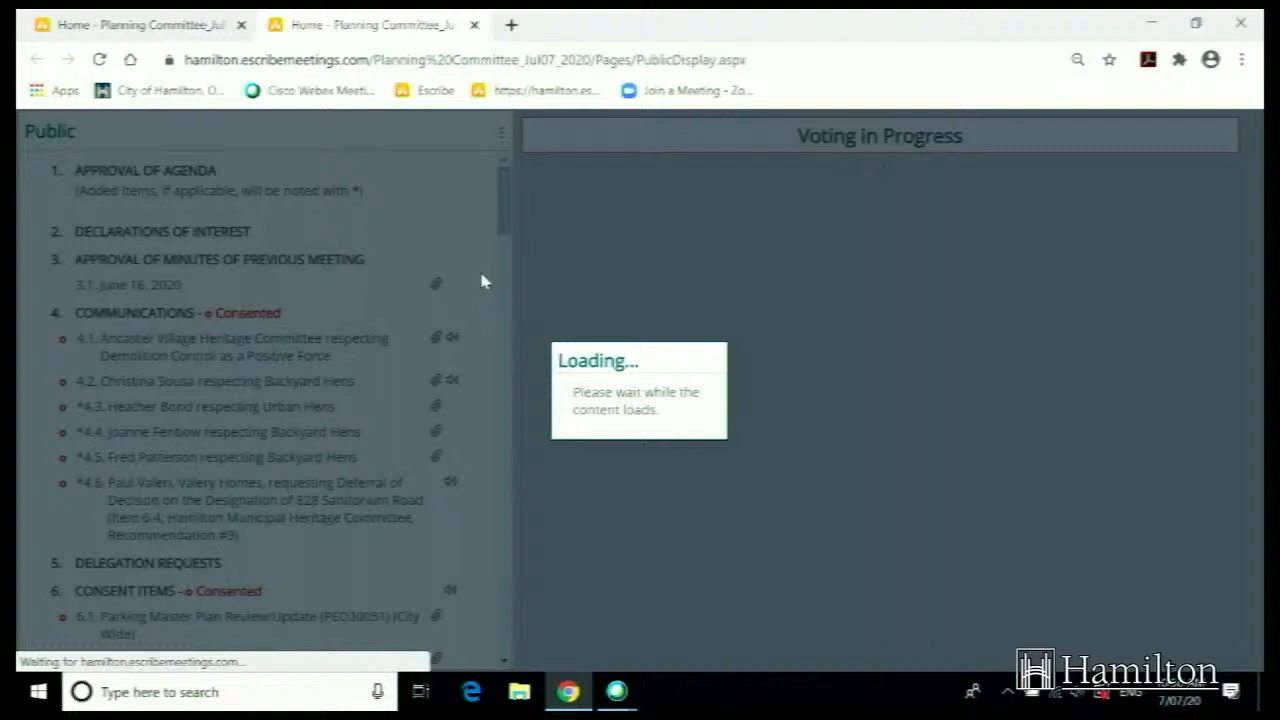 Home - Planning Committee_Jul
Home - Planning Committee_Ju
hamilton.escribemeetings.com/Planning%20Committee_Jul07_2020/Pages/PublicDisplay.aspx
Apps
City of Hamilton, O...
Cisco Webex Meeti...
Escribe
https://hamilton.es...
Join a Meeting - Zo...
Public
Voting in Progress
1. APPROVAL OF AGENDA
(Added Items, if applicable, will be noted with *)
2. DECLARATIONS OF INTEREST
3. APPROVAL OF MINUTES OF PREVIOUS MEETING
3.1. June 16, 2020
4. COMMUNICATIONS - Consented
4.1. Ancaster Village Heritage Committee respecting
Demolition Control as a Positive Force
4.2. Christina Sousa respecting Backyard Hens
*4.3. Heather Bond respecting Urban Hens
*4.4. Joanne Fenbow respecting Backyard Hens
*4.5. Fred Patterson respecting Backyard Hens
*4.6. Paul Valeri, Valery Homes, requesting Deferral of
Decision on the Designation of 828 Sanitorium Road
(Item 6.4, Hamilton Municipal Heritage Committee,
Recommendation #3)
5. DELEGATION REQUESTS
6. CONSENT ITEMS - Consented
6.1. Parking Master Plan Review/Update (PED20051) (City
Wide)
Loading...
Please wait while the
content loads.
Waiting for hamilton.escribemeetings.com...
Hamilton
Type here to search
ENG
7/07/20